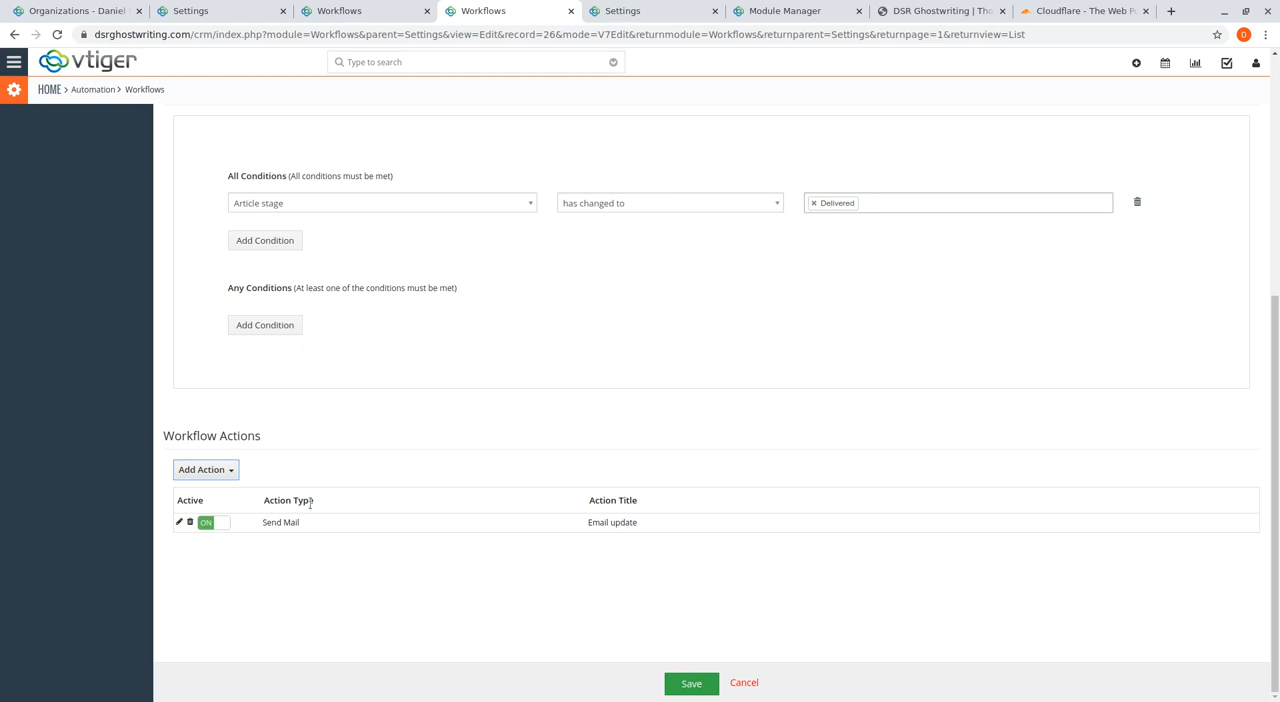 Organizations - Daniel
Settings
Workflows
Workflows
Settings
Module Manager
DSR Ghostwriting | Tho
Cloudflare - The Web P
dsrghostwriting.com/crm/index.php?module=Workflows&parent=Settings&view=Edit&record=26&mode=V7Edit&returnmodule=Workflows&returnparent=Settings&returnpage=1&returnview=List
D
vtiger
Type to search
HOME > Automation > Workflows
All Conditions (All conditions must be met)
Article stage
has changed to
× Delivered
Add Condition
Any Conditions (At least one of the conditions must be met)
Add Condition
Workflow Actions
Add Action
Active Action Type Action Title
ON Send Mail Email update
Save Cancel